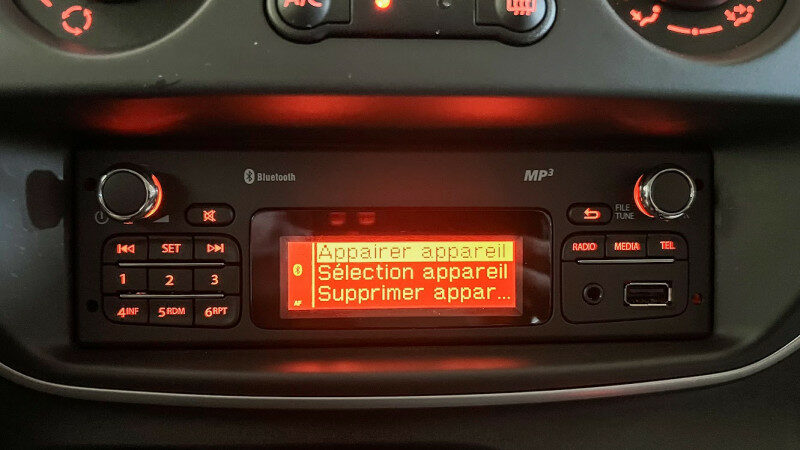 A/C
Bluetooth
MP3
FILE
TUNE
SET
RADIO
MEDIA
TEL
1
2
3
4INF
5RDM
6RPT
Appairer appareil
Sélection appareil
Supprimer appar...
AF